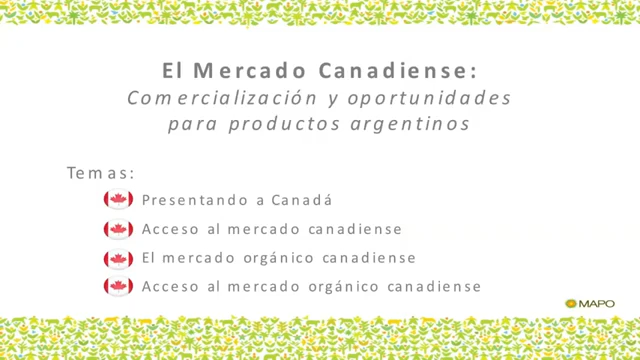 El Mercado Canadiense:
Comercialización y oportunidades
para productos argentinos
Temas:
Presentando a Canadá
Acceso al mercado canadiense
El mercado orgánico canadiense
Acceso al mercado orgánico canadiense
MAPO